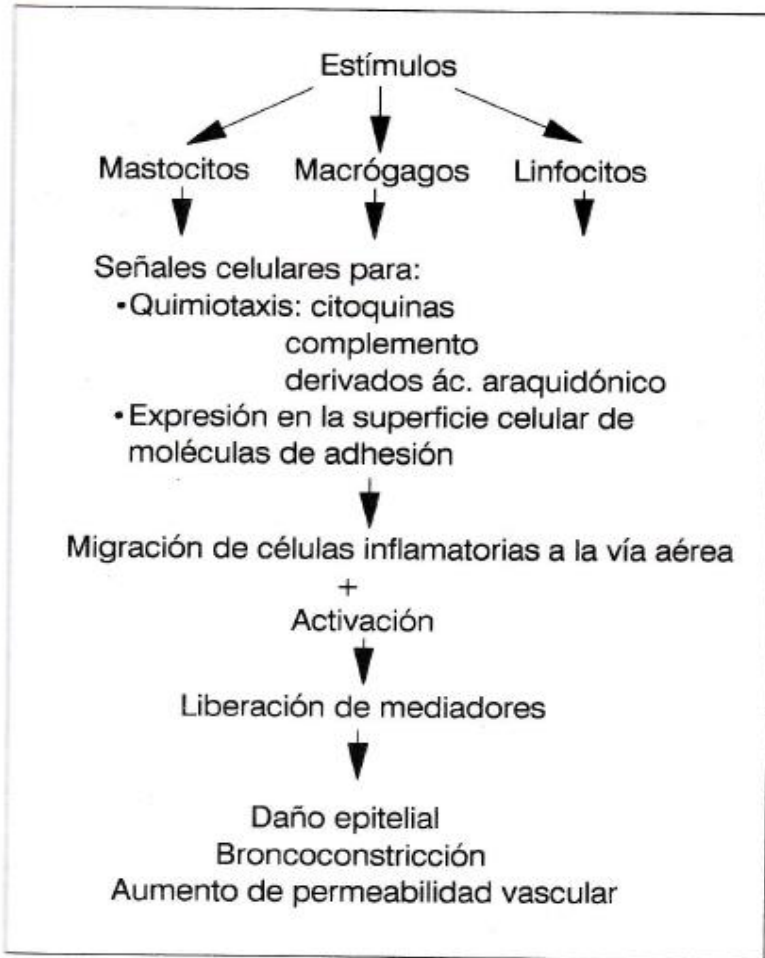 Estímulos
Mastocitos Macrógagos Linfocitos
Señales celulares para:
•Quimiotaxis: citoquinas
complemento
derivados ác. araquidónico
•Expresión en la superficie celular de
moléculas de adhesión
Migración de células inflamatorias a la vía aérea
+
Activación
Liberación de mediadores
Daño epitelial
Broncoconstricción
Aumento de permeabilidad vascular